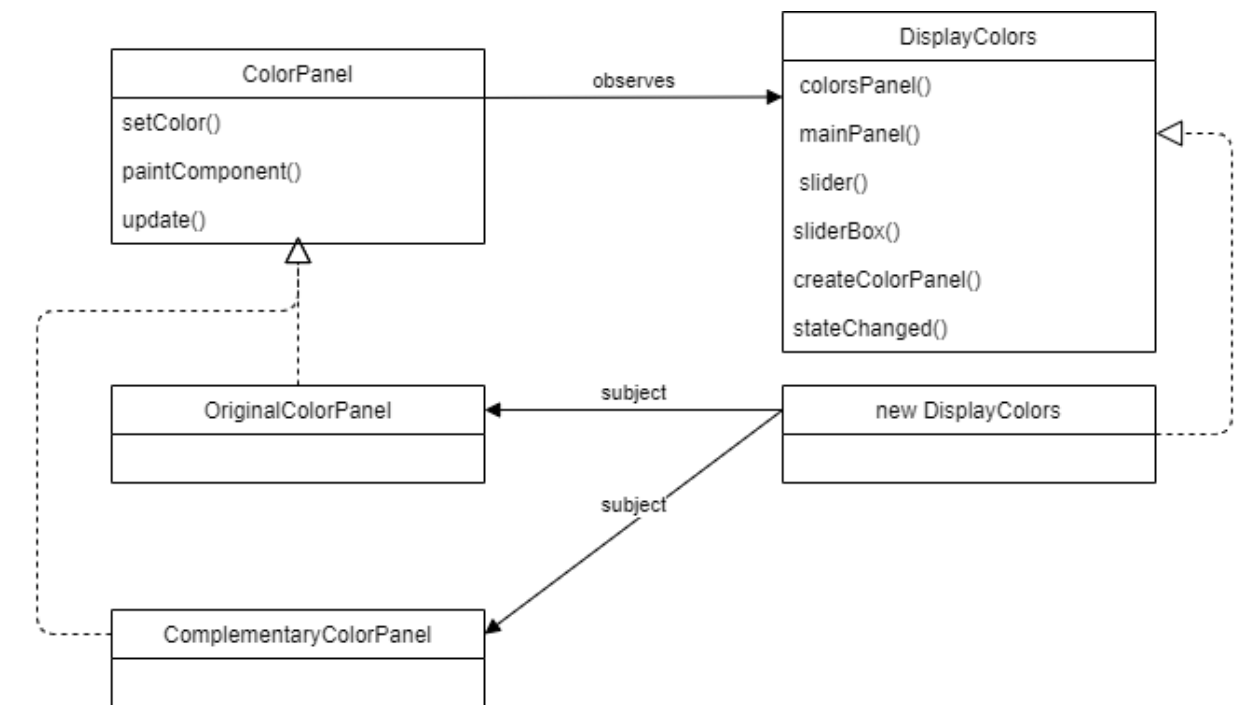 ColorPanel
setColor()
paintComponent()
update()
observes
DisplayColors
colorsPanel()
mainPanel()
slider()
sliderBox()
createColorPanel()
stateChanged()
OriginalColorPanel
subject
new DisplayColors
subject
ComplementaryColorPanel